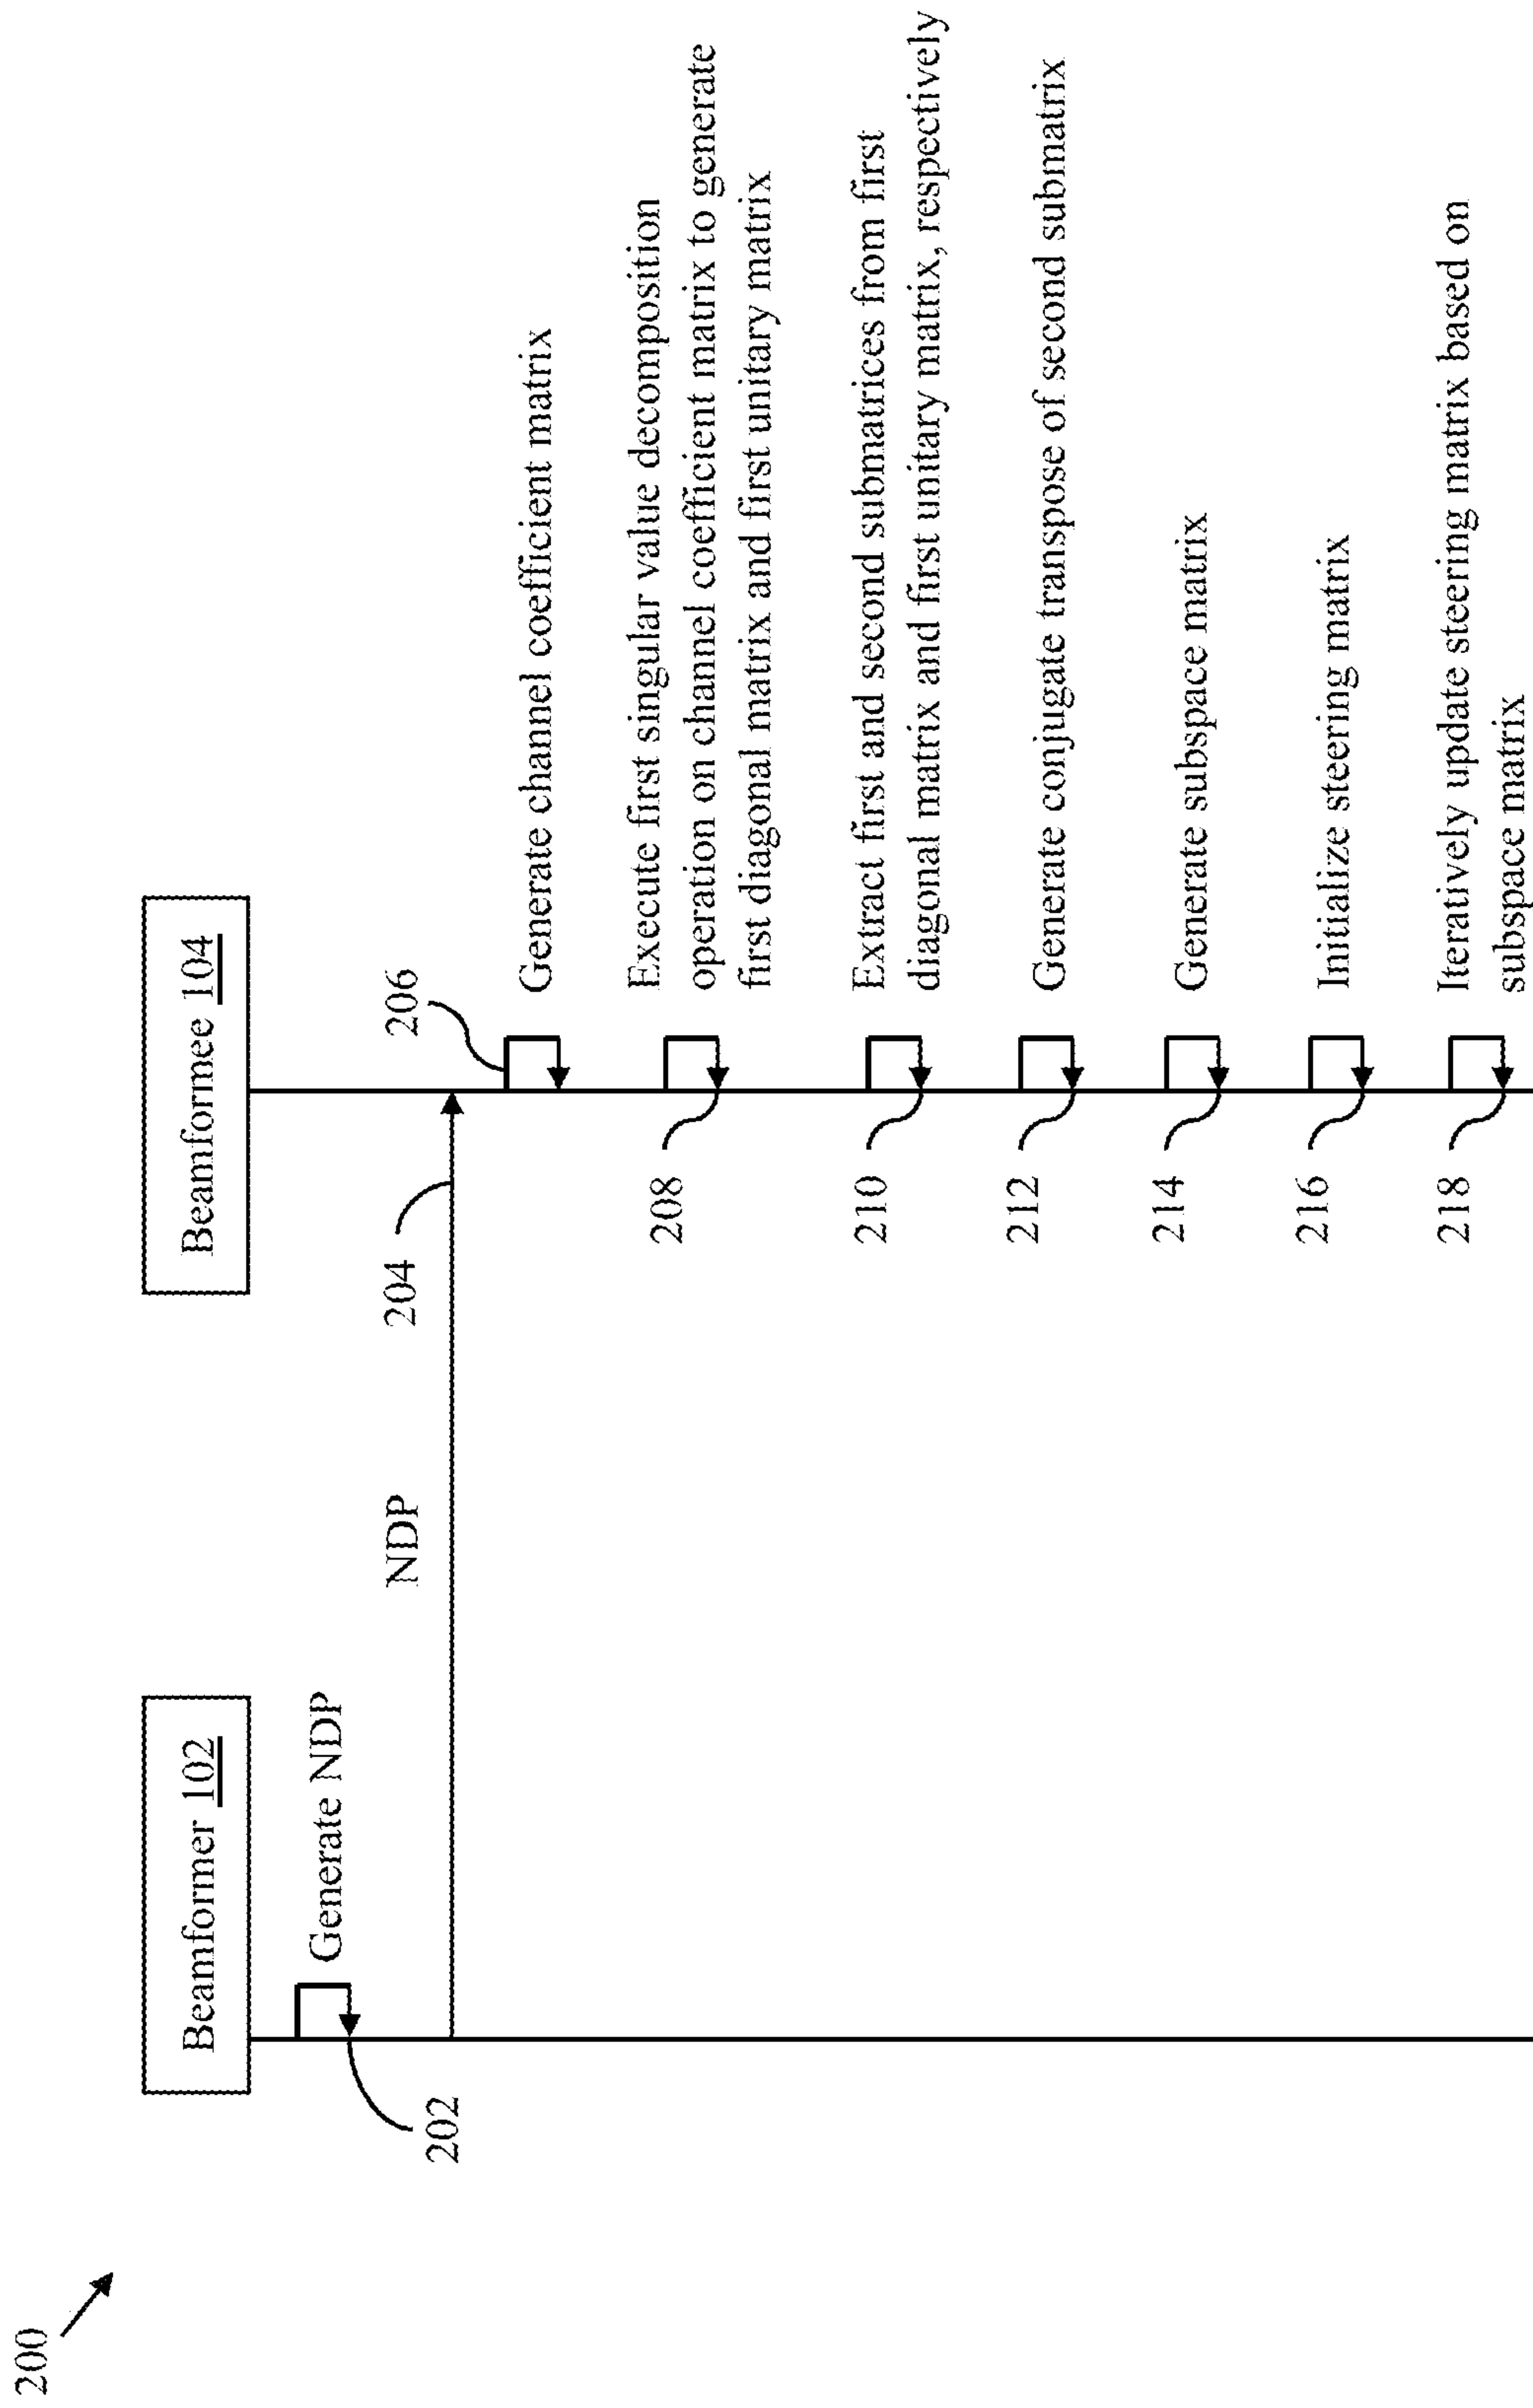 200
Beamformer 102
Beamformee 104
Generate NDP
202
NDP
204
206
Generate channel coefficient matrix
208
Execute first singular value decomposition
operation on channel coefficient matrix to generate
first diagonal matrix and first unitary matrix
210
Extract first and second submatrices from first
diagonal matrix and first unitary matrix, respectively
212
Generate conjugate transpose of second submatrix
214
Generate subspace matrix
216
Initialize steering matrix
218
Iteratively update steering matrix based on
subspace matrix